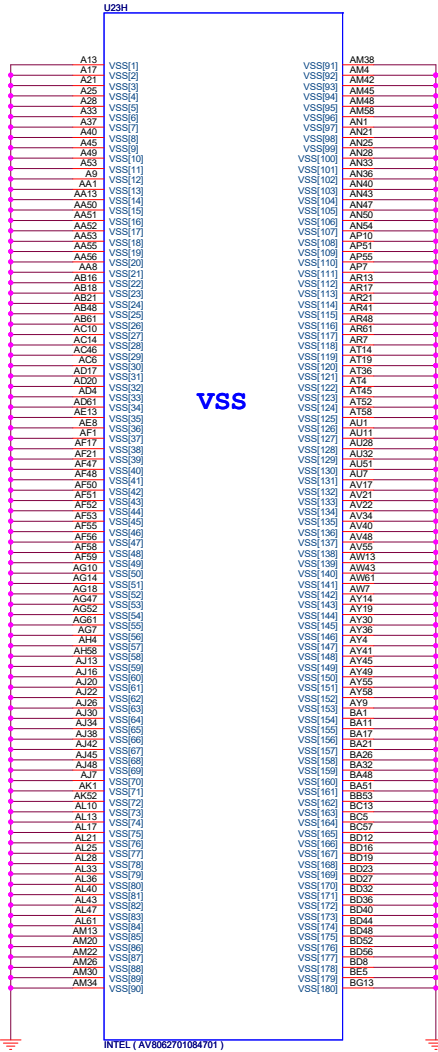 U23H
A13 VSS[1] VSS[91] AM38
A17 VSS[2] VSS[92] AM4
A21 VSS[3] VSS[93] AM42
A25 VSS[4] VSS[94] AM45
A28 VSS[5] VSS[95] AM48
A33 VSS[6] VSS[96] AM58
A37 VSS[7] VSS[97] AN1
A40 VSS[8] VSS[98] AN21
A45 VSS[9] VSS[99] AN25
A49 VSS[10] VSS[100] AN28
A53 VSS[11] VSS[101] AN33
A9 VSS[12] VSS[102] AN36
AA1 VSS[13] VSS[103] AN40
AA13 VSS[14] VSS[104] AN43
AA50 VSS[15] VSS[105] AN47
AA51 VSS[16] VSS[106] AN50
AA52 VSS[17] VSS[107] AN54
AA53 VSS[18] VSS[108] AP10
AA55 VSS[19] VSS[109] AP51
AA56 VSS[20] VSS[110] AP55
AA8 VSS[21] VSS[111] AP7
AB16 VSS[22] VSS[112] AR13
AB18 VSS[23] VSS[113] AR17
AB21 VSS[24] VSS[114] AR21
AB48 VSS[25] VSS[115] AR41
AB61 VSS[26] VSS[116] AR48
AC10 VSS[27] VSS[117] AR61
AC14 VSS[28] VSS[118] AR7
AC46 VSS[29] VSS[119] AT14
AC6 VSS[30] VSS[120] AT19
AD17 VSS[31] VSS[121] AT36
AD20 VSS[32] VSS[122] AT4
AD4 VSS[33] VSS[123] AT45
AD61 VSS[34] VSS[124] AT52
VSS
AE13 VSS[35] VSS[125] AT58
AE8 VSS[36] VSS[126] AU1
AF1 VSS[37] VSS[127] AU11
AF17 VSS[38] VSS[128] AU28
AF21 VSS[39] VSS[129] AU32
AF47 VSS[40] VSS[130] AU51
AF48 VSS[41] VSS[131] AU7
AF50 VSS[42] VSS[132] AV17
AF51 VSS[43] VSS[133] AV21
AF52 VSS[44] VSS[134] AV22
AF53 VSS[45] VSS[135] AV34
AF55 VSS[46] VSS[136] AV40
AF56 VSS[47] VSS[137] AV48
AF58 VSS[48] VSS[138] AV55
AF59 VSS[49] VSS[139] AW13
AG10 VSS[50] VSS[140] AW43
AG14 VSS[51] VSS[141] AW61
AG18 VSS[52] VSS[142] AW7
AG47 VSS[53] VSS[143] AY14
AG52 VSS[54] VSS[144] AY19
AG61 VSS[55] VSS[145] AY30
AG7 VSS[56] VSS[146] AY36
AH4 VSS[57] VSS[147] AY4
AH58 VSS[58] VSS[148] AY41
AJ13 VSS[59] VSS[149] AY45
AJ16 VSS[60] VSS[150] AY49
AJ20 VSS[61] VSS[151] AY55
AJ22 VSS[62] VSS[152] AY58
AJ26 VSS[63] VSS[153] AY9
AJ30 VSS[64] VSS[154] BA1
AJ34 VSS[65] VSS[155] BA11
AJ38 VSS[66] VSS[156] BA17
AJ42 VSS[67] VSS[157] BA21
AJ45 VSS[68] VSS[158] BA26
AJ48 VSS[69] VSS[159] BA32
AJ7 VSS[70] VSS[160] BA48
AK1 VSS[71] VSS[161] BA51
AK52 VSS[72] VSS[162] BB53
AL10 VSS[73] VSS[163] BC13
AL13 VSS[74] VSS[164] BC5
AL17 VSS[75] VSS[165] BC57
AL21 VSS[76] VSS[166] BD12
AL25 VSS[77] VSS[167] BD16
AL28 VSS[78] VSS[168] BD19
AL33 VSS[79] VSS[169] BD23
AL36 VSS[80] VSS[170] BD27
AL40 VSS[81] VSS[171] BD32
AL43 VSS[82] VSS[172] BD36
AL47 VSS[83] VSS[173] BD40
AL61 VSS[84] VSS[174] BD44
AM13 VSS[85] VSS[175] BD48
AM20 VSS[86] VSS[176] BD52
AM22 VSS[87] VSS[177] BD56
AM26 VSS[88] VSS[178] BD8
AM30 VSS[89] VSS[179] BE5
AM34 VSS[90] VSS[180] BG13
INTEL ( AV8062701084701 )